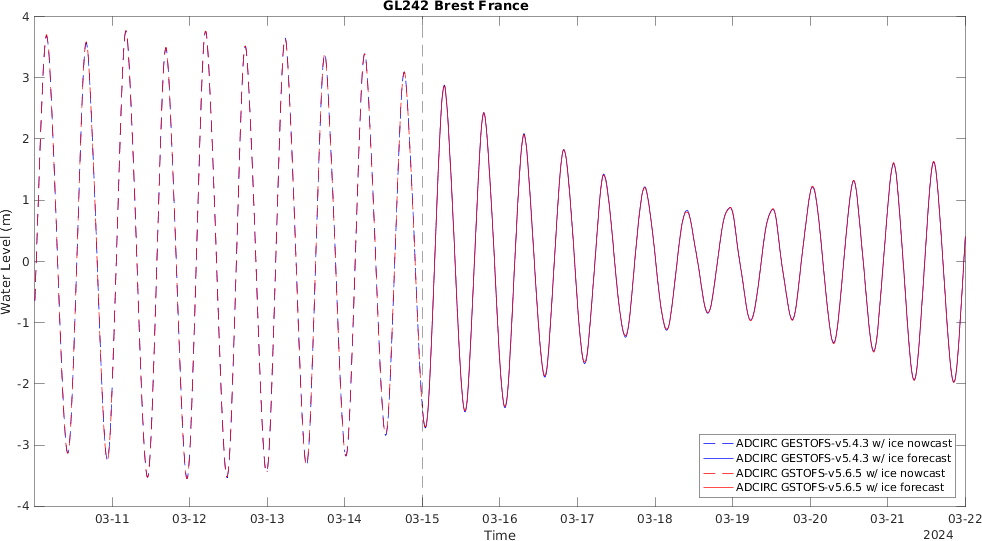 GL242 Brest France
4
3
2
1
0
-1
-2
-3
-4
Water Level (m)
ADCIRC GESTOFS-v5.4.3 w/ ice nowcast
ADCIRC GESTOFS-v5.4.3 w/ ice forecast
ADCIRC GSTOFS-v5.6.5 w/ ice nowcast
ADCIRC GSTOFS-v5.6.5 w/ ice forecast
03-11 03-12 03-13 03-14 03-15 03-16 03-17 03-18 03-19 03-20 03-21 03-22
Time
2024